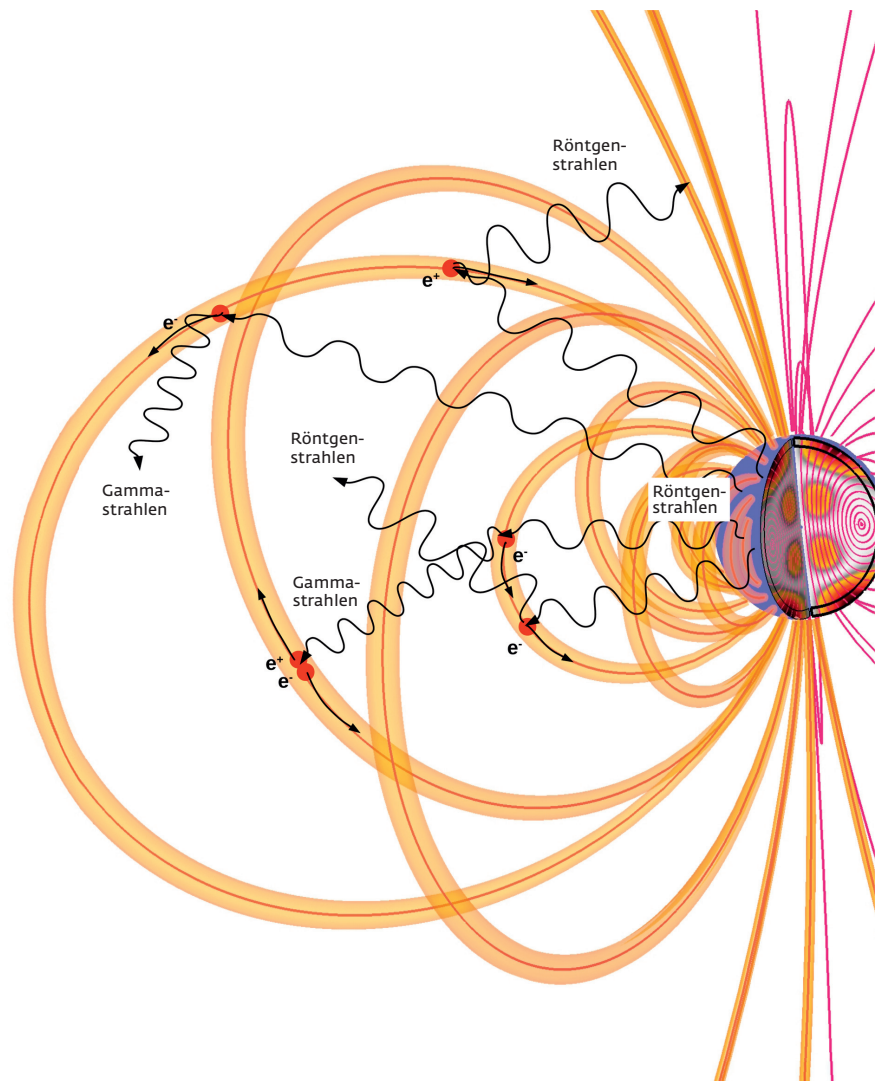 Röntgen-
strahlen
e⁺
e⁻
Röntgen-
strahlen
Gamma-
strahlen
Röntgen-
strahlen
e⁻
Gamma-
strahlen
e⁻
e⁺
e⁻